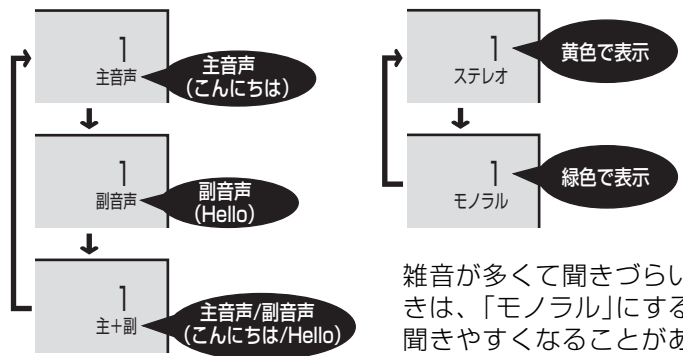 1
主音声
主音声
(こんにちは)
1
副音声
副音声
(Hello)
1
主+副
主音声/副音声
(こんにちは/Hello)
1
ステレオ
黄色で表示
1
モノラル
緑色で表示
雑音が多くて聞きづらい
きは、「モノラル」にする
聞きやすくなることがあ